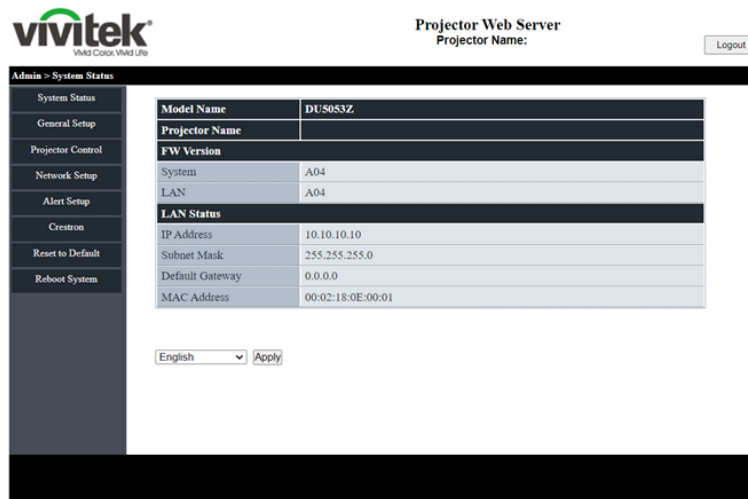 vivitek®
Vivid Color, Vivid Life
Projector Web Server
Projector Name:
Logout
Admin > System Status
System Status
General Setup
Projector Control
Network Setup
Alert Setup
Crestron
Reset to Default
Reboot System
Model Name DU5053Z
Projector Name
FW Version
System A04
LAN A04
LAN Status
IP Address 10.10.10.10
Subnet Mask 255.255.255.0
Default Gateway 0.0.0.0
MAC Address 00:02:18:0E:00:01
English Apply